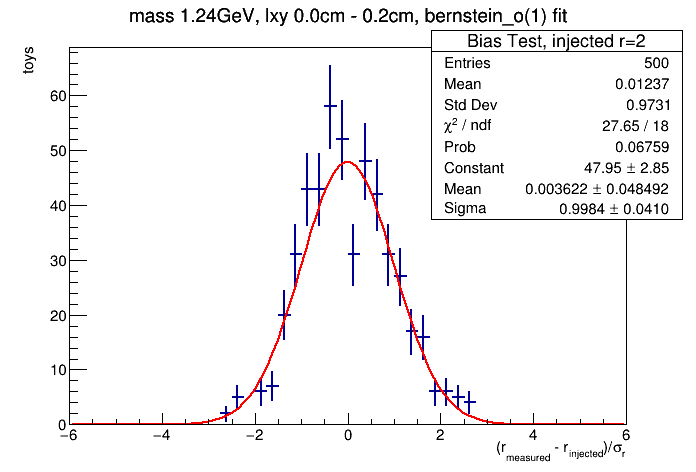 mass 1.24GeV, lxy 0.0cm - 0.2cm, bernstein_o(1) fit
Bias Test, injected r=2
Entries 500
Mean 0.01237
Std Dev 0.9731
χ² / ndf 27.65 / 18
Prob 0.06759
Constant 47.95 ± 2.85
Mean 0.003622 ± 0.048492
Sigma 0.9984 ± 0.0410
toys
60
50
40
30
20
10
0
−6 −4 −2 0 2 4 6
(r_measured - r_injected)/σ_r